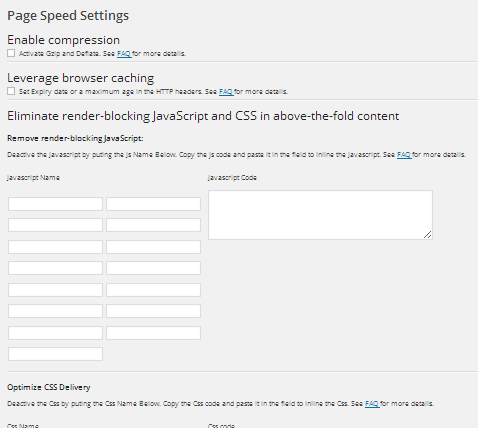 Page Speed Settings
Enable compression
Activate Gzip and Deflate. See FAQ for more details.
Leverage browser caching
Set Expiry date or a maximum age in the HTTP headers. See FAQ for more details.
Eliminate render-blocking JavaScript and CSS in above-the-fold content
Remove render-blocking JavaScript:
Deactive the Javascript by puting the Js Name Below. Copy the js code and paste it in the field to inline the javascript. See FAQ for more details.
Javascript Name
Javascript Code
Optimize CSS Delivery
Deactive the Css by puting the Css Name Below. Copy the Css code and paste it in the field to inline the Css. See FAQ for more details.
Css Name
Css code